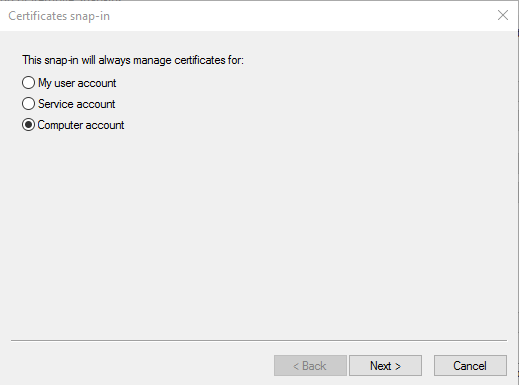 Certificates snap-in
This snap-in will always manage certificates for:
My user account
Service account
Computer account
< Back
Next >
Cancel